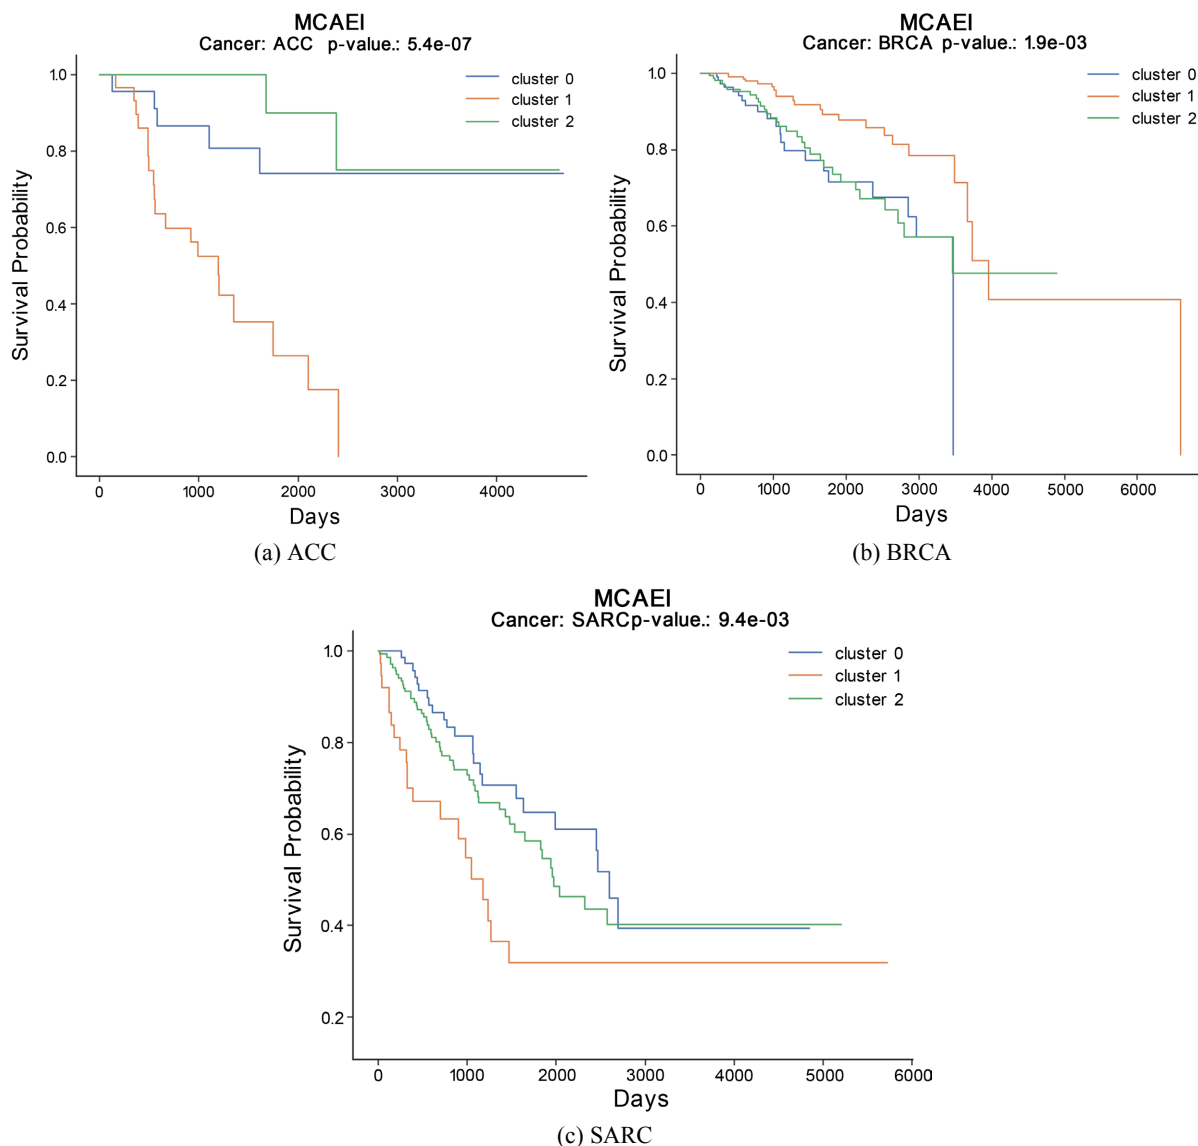 MCAEI
Cancer: ACC p-value.: 5.4e-07
cluster 0
cluster 1
cluster 2
1.0
0.8
0.6
0.4
0.2
0.0
Survival Probability
0 1000 2000 3000 4000
Days
(a) ACC
MCAEI
Cancer: BRCA p-value.: 1.9e-03
cluster 0
cluster 1
cluster 2
1.0
0.8
0.6
0.4
0.2
0.0
Survival Probability
0 1000 2000 3000 4000 5000 6000
Days
(b) BRCA
MCAEI
Cancer: SARCp-value.: 9.4e-03
cluster 0
cluster 1
cluster 2
1.0
0.8
0.6
0.4
0.2
Survival Probability
0 1000 2000 3000 4000 5000 6000
Days
(c) SARC